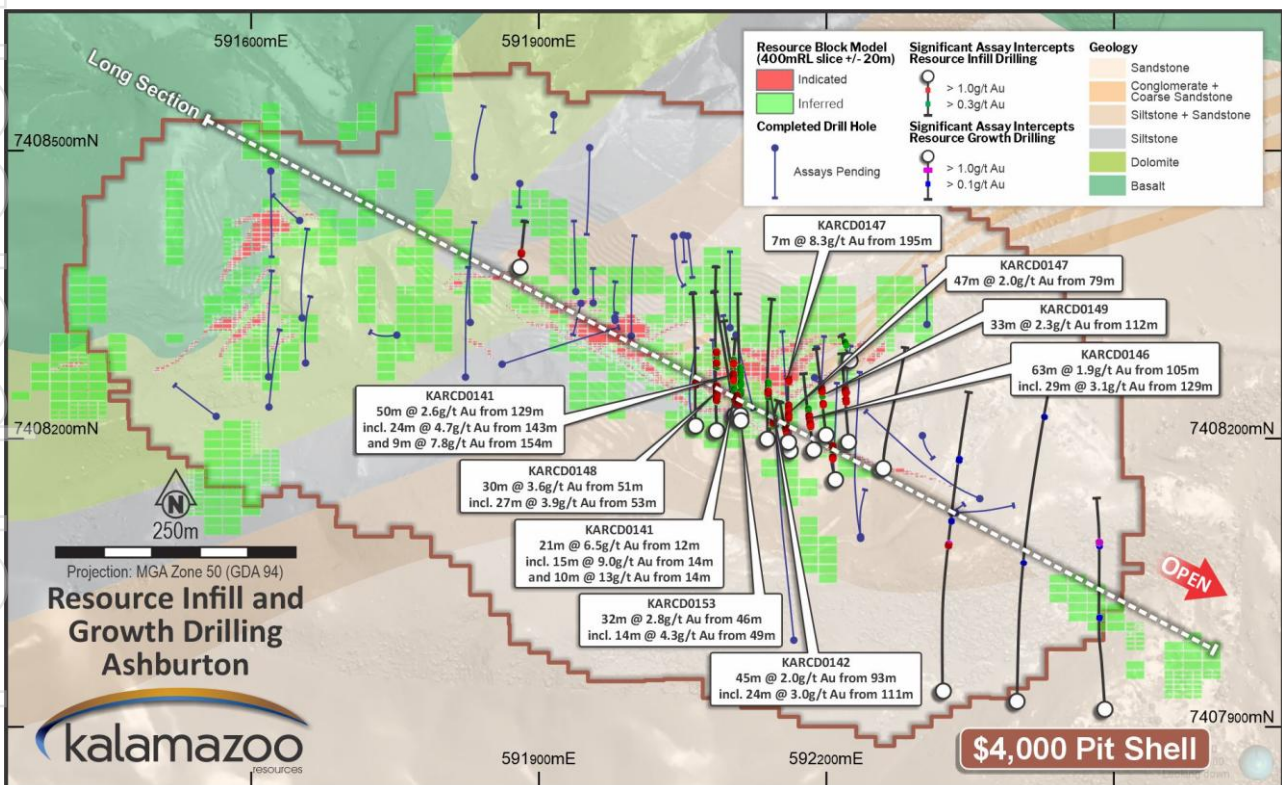 591600mE
591900mE
Long Section
7408500mN
Resource Block Model
(400mRL slice +/- 20m)
Indicated
Inferred
Completed Drill Hole
Assays Pending
Significant Assay Intercepts
Resource Infill Drilling
> 1.0g/t Au
> 0.3g/t Au
Significant Assay Intercepts
Resource Growth Drilling
> 1.0g/t Au
> 0.1g/t Au
Geology
Sandstone
Conglomerate +
Coarse Sandstone
Siltstone + Sandstone
Siltstone
Dolomite
Basalt
KARCD0147
7m @ 8.3g/t Au from 195m
KARCD0147
47m @ 2.0g/t Au from 79m
KARCD0149
33m @ 2.3g/t Au from 112m
KARCD0146
63m @ 1.9g/t Au from 105m
incl. 29m @ 3.1g/t Au from 129m
KARCD0141
50m @ 2.6g/t Au from 129m
incl. 24m @ 4.7g/t Au from 143m
and 9m @ 7.8g/t Au from 154m
7408200mN
7408200mN
KARCD0148
30m @ 3.6g/t Au from 51m
incl. 27m @ 3.9g/t Au from 53m
KARCD0141
21m @ 6.5g/t Au from 12m
incl. 15m @ 9.0g/t Au from 14m
and 10m @ 13g/t Au from 14m
KARCD0153
32m @ 2.8g/t Au from 46m
incl. 14m @ 4.3g/t Au from 49m
KARCD0142
45m @ 2.0g/t Au from 93m
incl. 24m @ 3.0g/t Au from 111m
OPEN
N
250m
Projection: MGA Zone 50 (GDA 94)
Resource Infill and
Growth Drilling
Ashburton
kalamazoo
resources
7407900mN
$4,000 Pit Shell
591900mE
592200mE